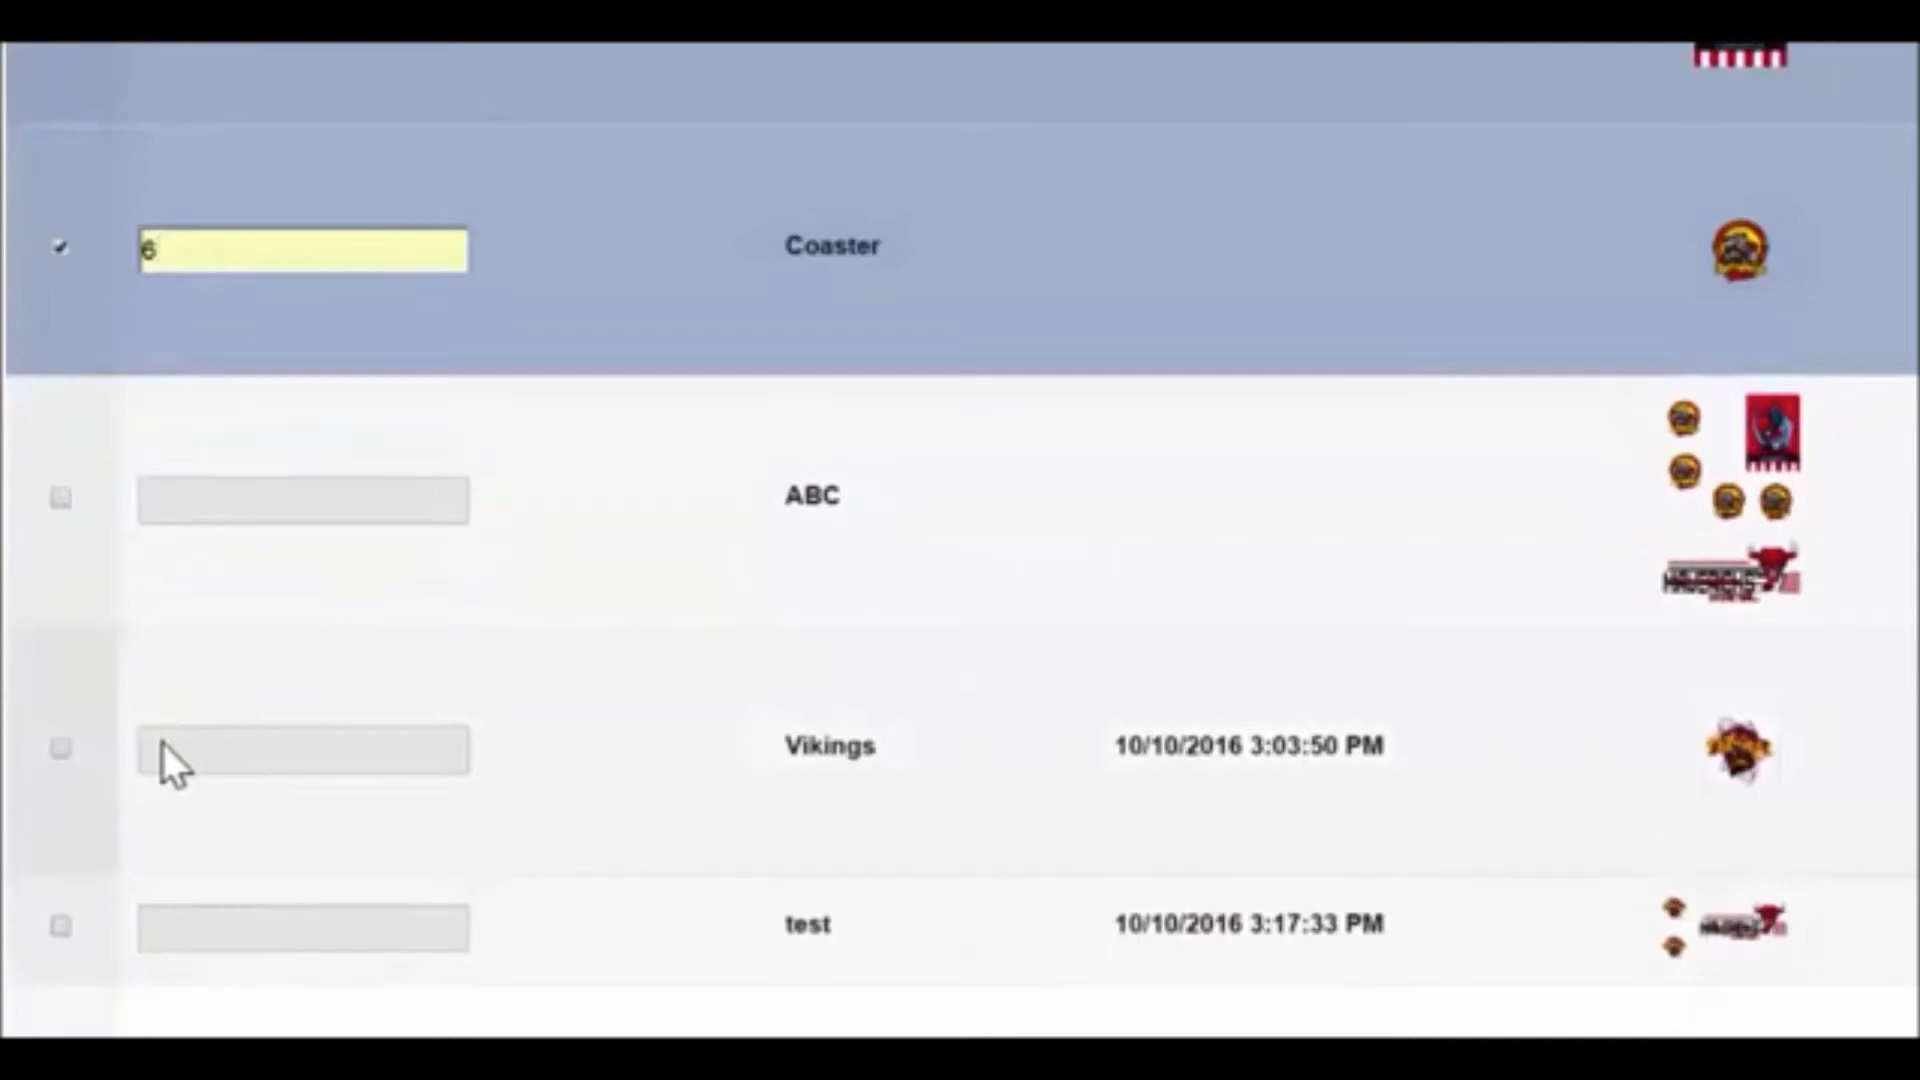 6
Coaster
ABC
Vikings
10/10/2016 3:03:50 PM
test
10/10/2016 3:17:33 PM